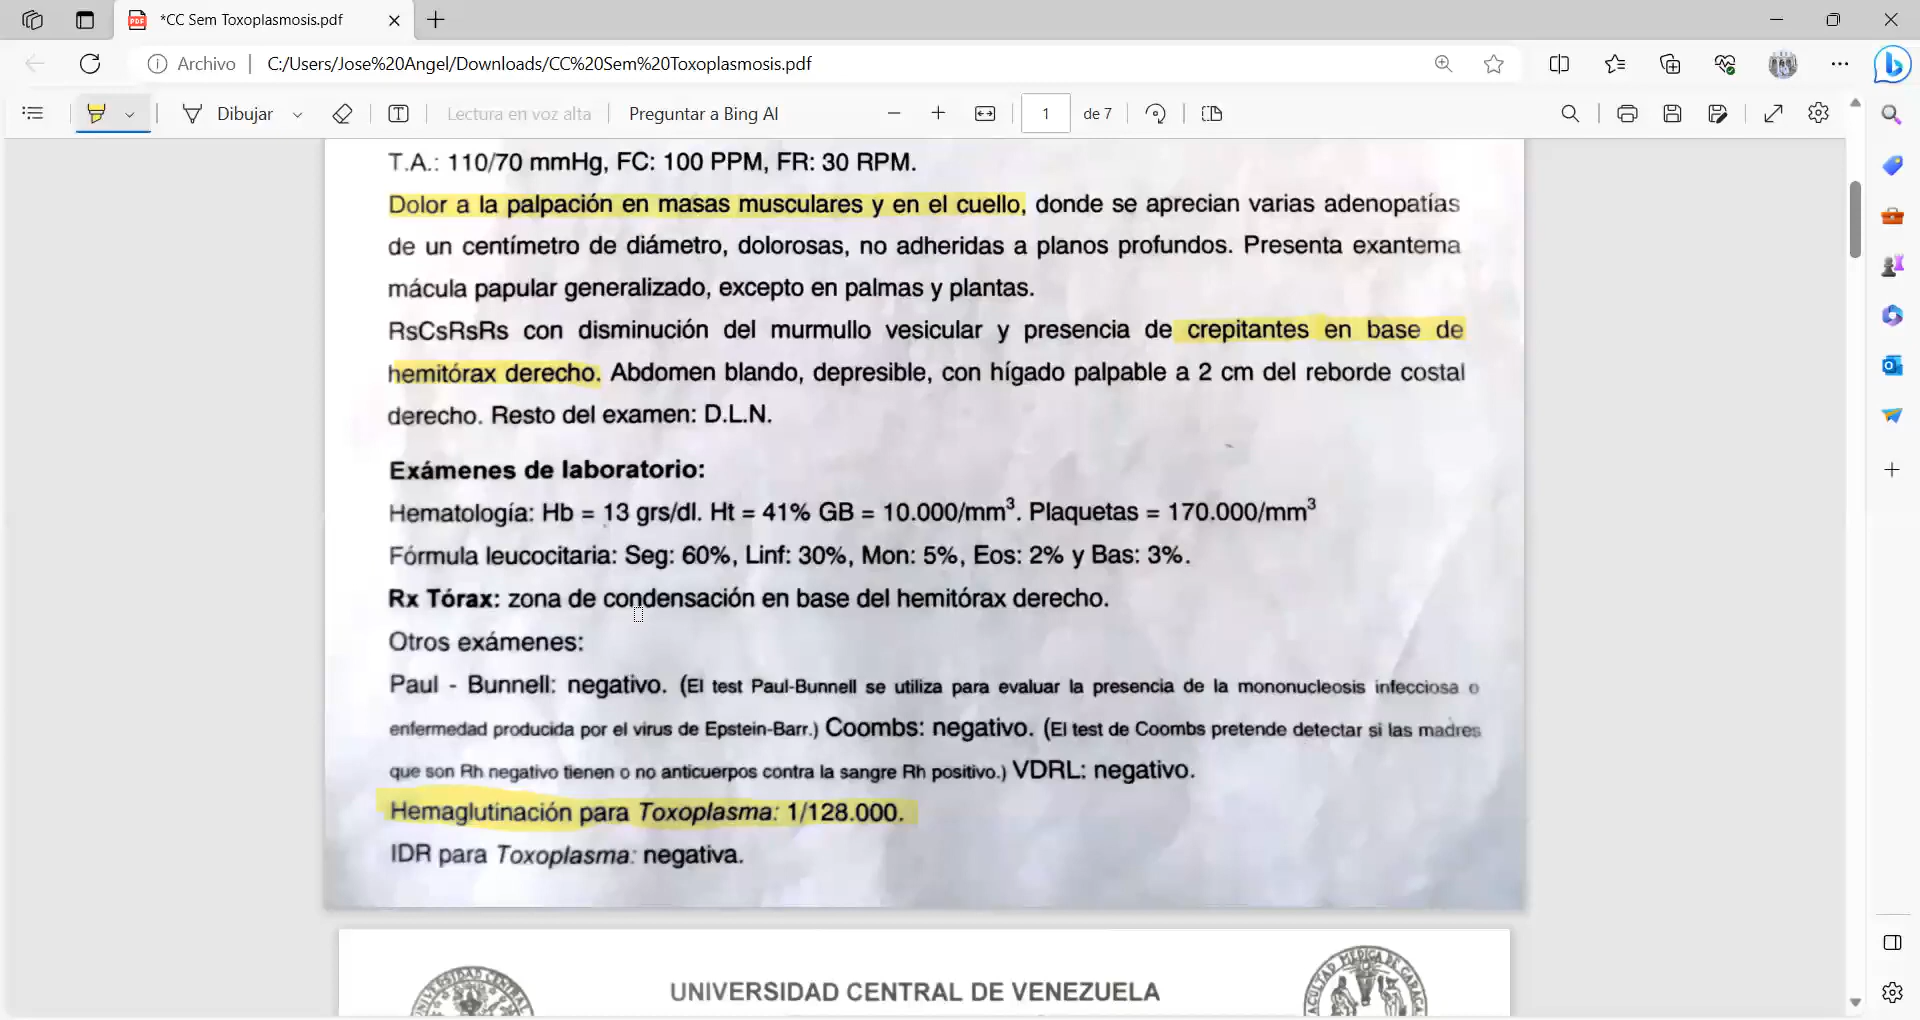 *CC Sem Toxoplasmosis.pdf
Archivo C:/Users/Jose%20Angel/Downloads/CC%20Sem%20Toxoplasmosis.pdf
Dibujar Lectura en voz alta Preguntar a Bing AI 1 de 7
T.A.: 110/70 mmHg, FC: 100 PPM, FR: 30 RPM.
Dolor a la palpación en masas musculares y en el cuello, donde se aprecian varias adenopatías
de un centímetro de diámetro, dolorosas, no adheridas a planos profundos. Presenta exantema
mácula papular generalizado, excepto en palmas y plantas.
RsCsRsRs con disminución del murmullo vesicular y presencia de crepitantes en base de
hemitórax derecho. Abdomen blando, depresible, con hígado palpable a 2 cm del reborde costal
derecho. Resto del examen: D.L.N.
Exámenes de laboratorio:
Hematología: Hb = 13 grs/dl. Ht = 41% GB = 10.000/mm³. Plaquetas = 170.000/mm³
Fórmula leucocitaria: Seg: 60%, Linf: 30%, Mon: 5%, Eos: 2% y Bas: 3%.
Rx Tórax: zona de condensación en base del hemitórax derecho.
Otros exámenes:
Paul - Bunnell: negativo. (El test Paul-Bunnell se utiliza para evaluar la presencia de la mononucleosis infecciosa o
enfermedad producida por el virus de Epstein-Barr.) Coombs: negativo. (El test de Coombs pretende detectar si las madres
que son Rh negativo tienen o no anticuerpos contra la sangre Rh positivo.) VDRL: negativo.
Hemaglutinación para Toxoplasma: 1/128.000.
IDR para Toxoplasma: negativa.
UNIVERSIDAD CENTRAL DE VENEZUELA